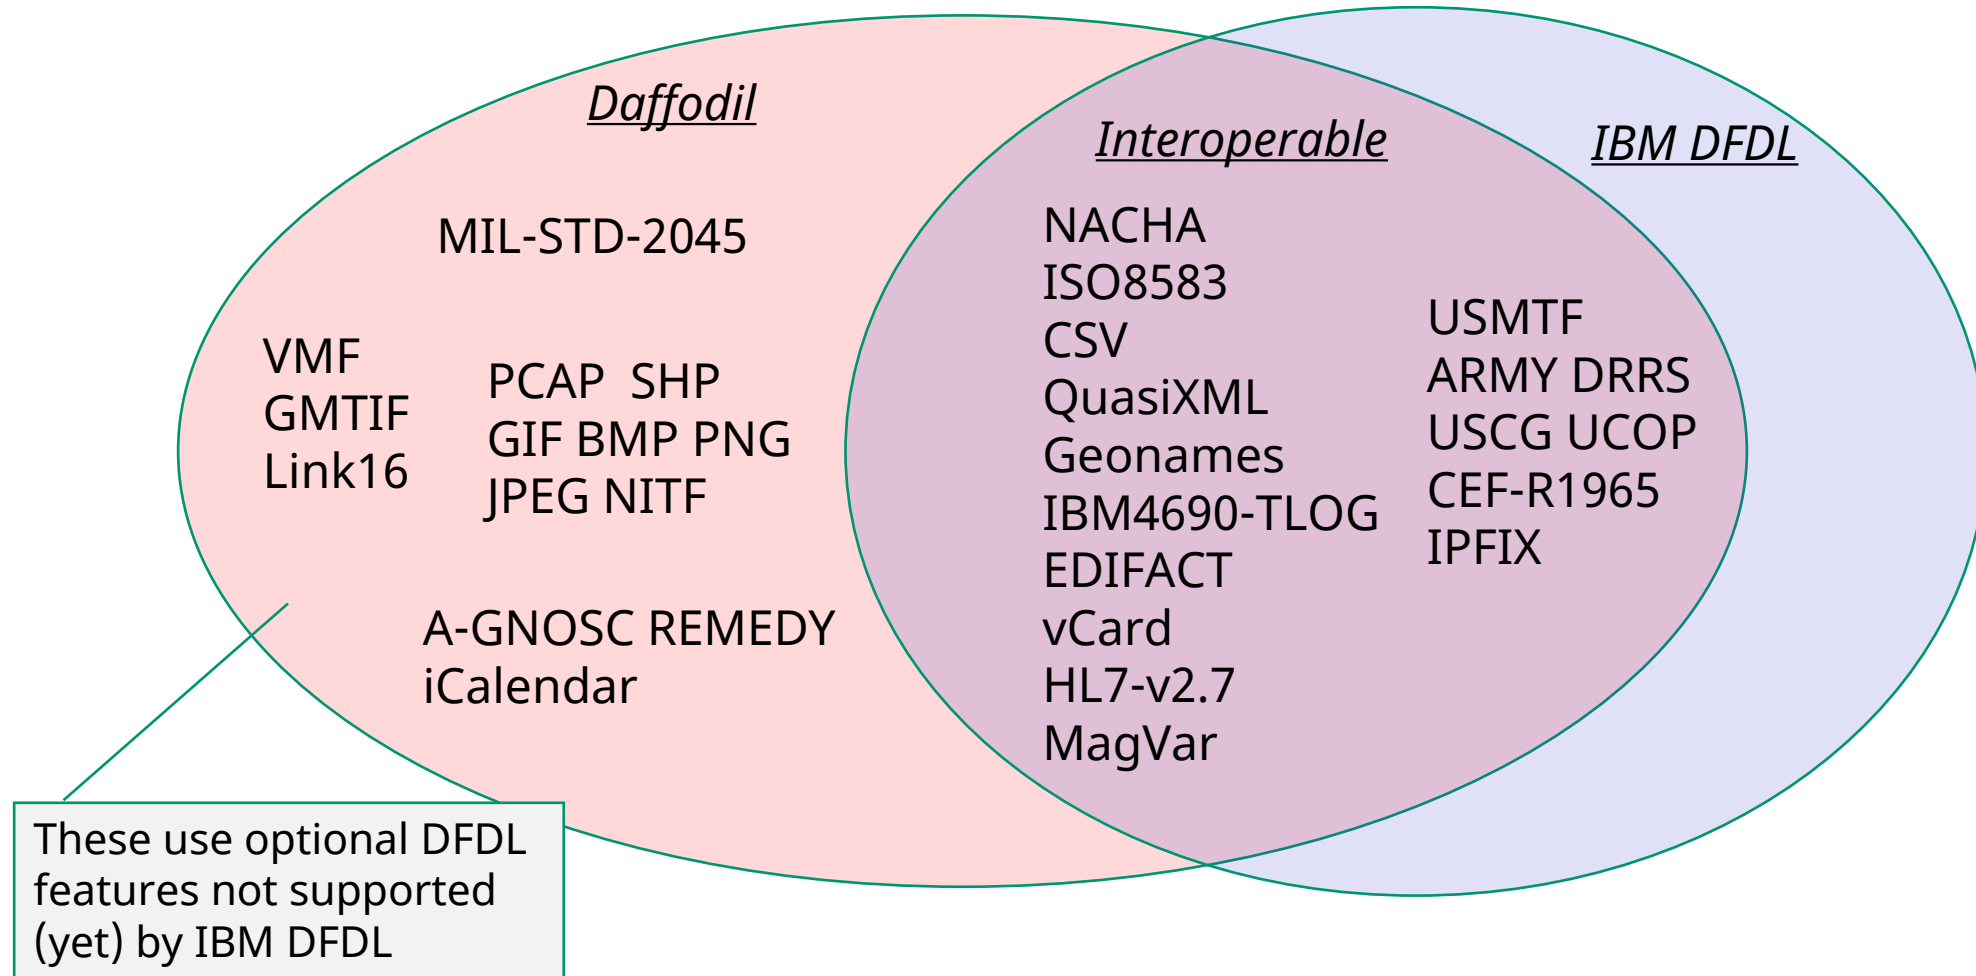 Daffodil
MIL-STD-2045
VMF
GMTIF
Link16
PCAP  SHP
GIF BMP PNG
JPEG NITF
A-GNOSC REMEDY
iCalendar
These use optional DFDL
features not supported
(yet) by IBM DFDL
Interoperable
NACHA
ISO8583
CSV
QuasiXML
Geonames
IBM4690-TLOG
EDIFACT
vCard
HL7-v2.7
MagVar
USMTF
ARMY DRRS
USCG UCOP
CEF-R1965
IPFIX
IBM DFDL